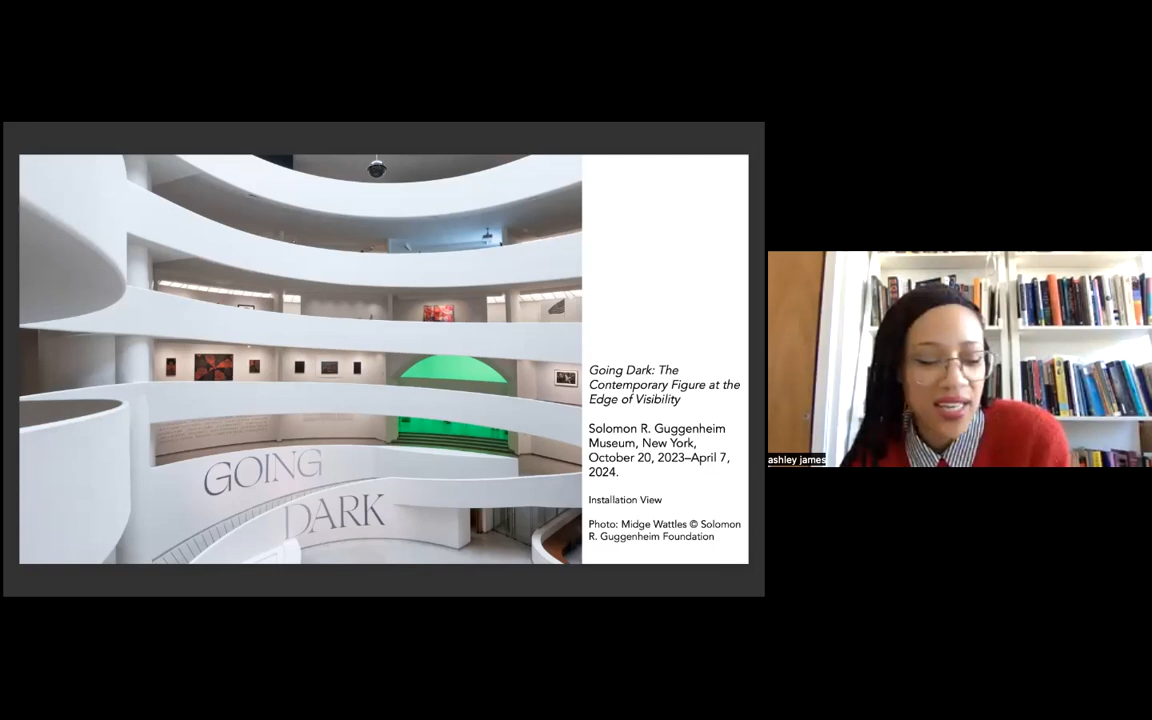 GOING
DARK
Going Dark: The
Contemporary Figure at the
Edge of Visibility
Solomon R. Guggenheim
Museum, New York,
October 20, 2023–April 7,
2024.
Installation View
Photo: Midge Wattles © Solomon
R. Guggenheim Foundation
ashley james